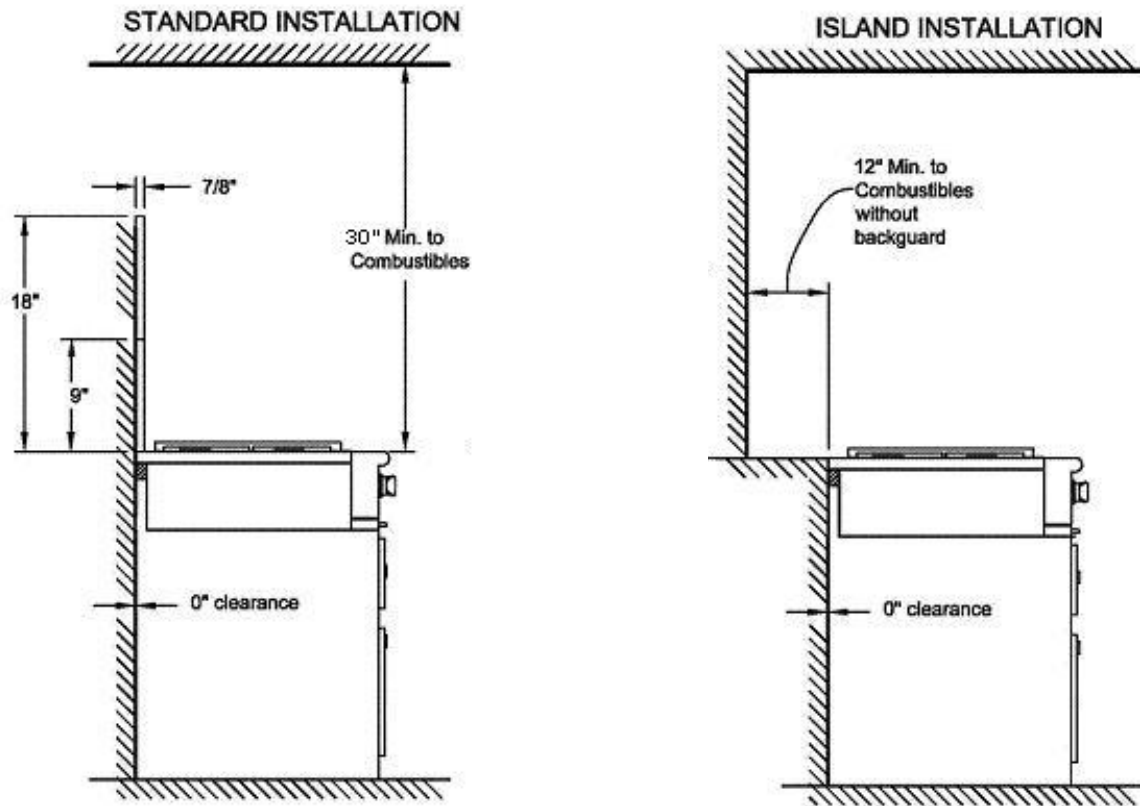 STANDARD INSTALLATION
7/8"
30" Min. to
Combustibles
18"
9"
0" clearance
ISLAND INSTALLATION
12" Min. to
Combustibles
without
backguard
0" clearance